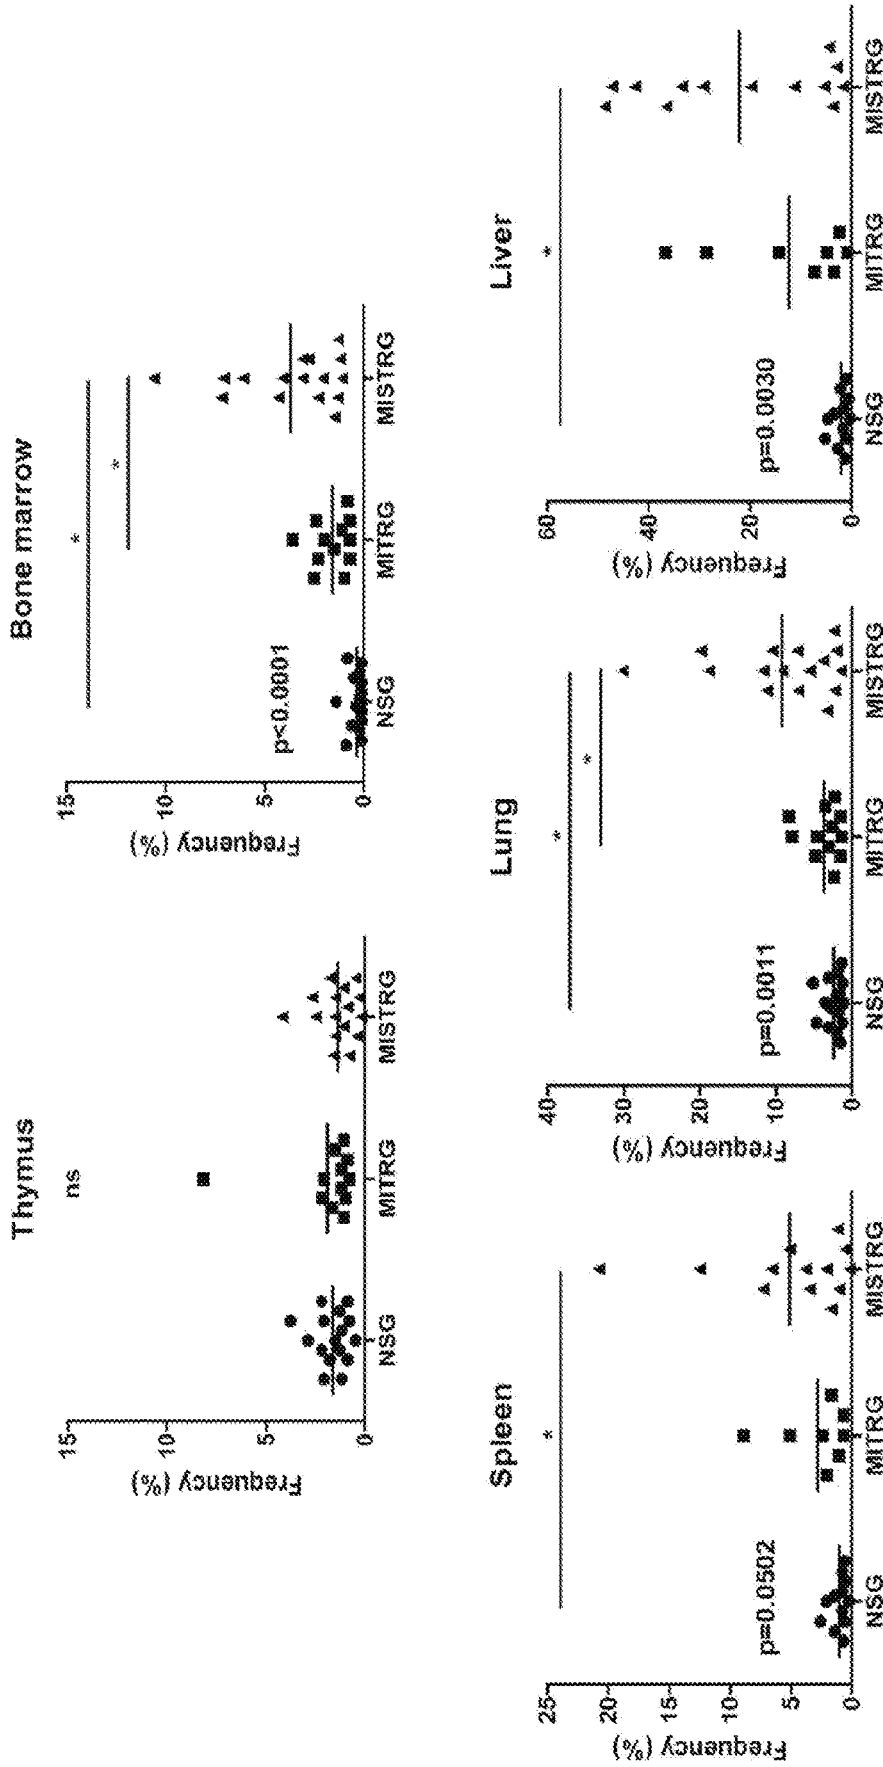 Thymus
ns
Frequency (%)
15
10
5
0
NSG
MITRG
MISTRG
Bone marrow
*
*
p<0.0001
Frequency (%)
15
10
5
0
NSG
MITRG
MISTRG
Spleen
*
p=0.0502
Frequency (%)
25
20
15
10
5
0
NSG
MITRG
MISTRG
Lung
*
*
p=0.0011
Frequency (%)
40
30
20
10
0
NSG
MITRG
MISTRG
Liver
*
p=0.0030
Frequency (%)
60
40
20
0
NSG
MITRG
MISTRG